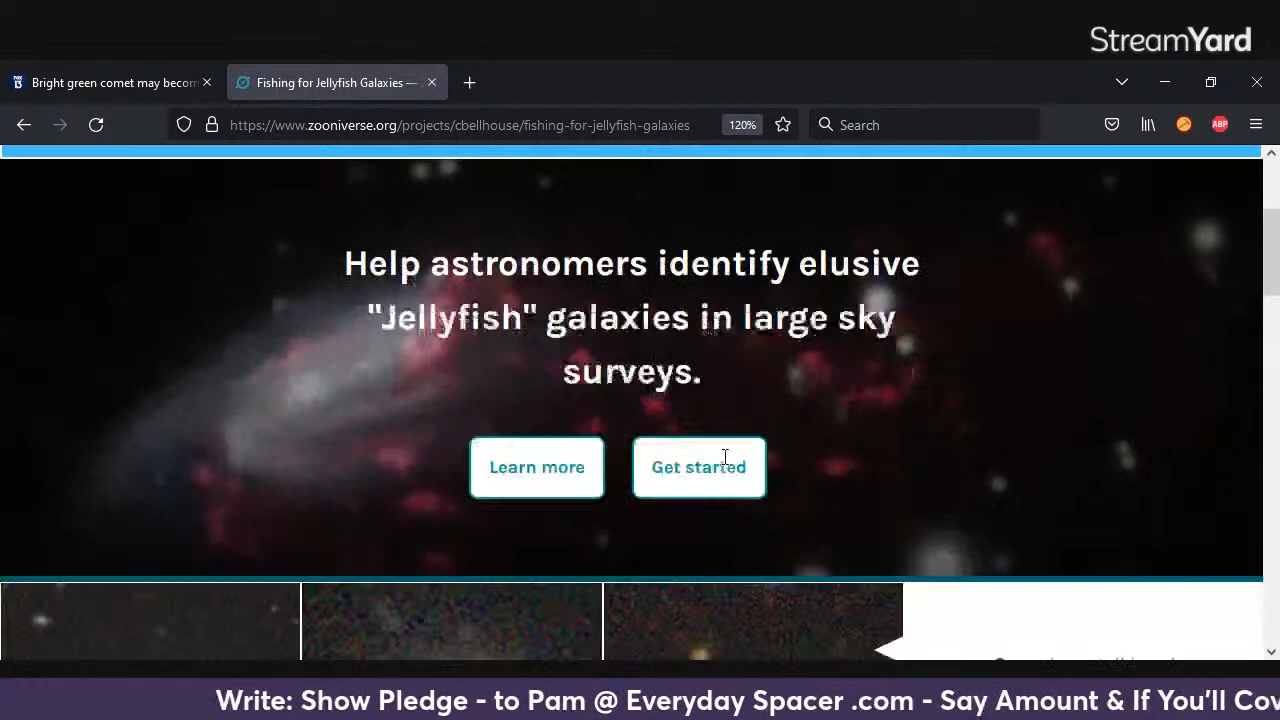 StreamYard
Bright green comet may becom
Fishing for Jellyfish Galaxies —
https://www.zooniverse.org/projects/cbellhouse/fishing-for-jellyfish-galaxies
120%
Search
ABP
Help astronomers identify elusive
"Jellyfish" galaxies in large sky
surveys.
Learn more
Get started
Write: Show Pledge - to Pam @ Everyday Spacer .com - Say Amount & If You'll Cov